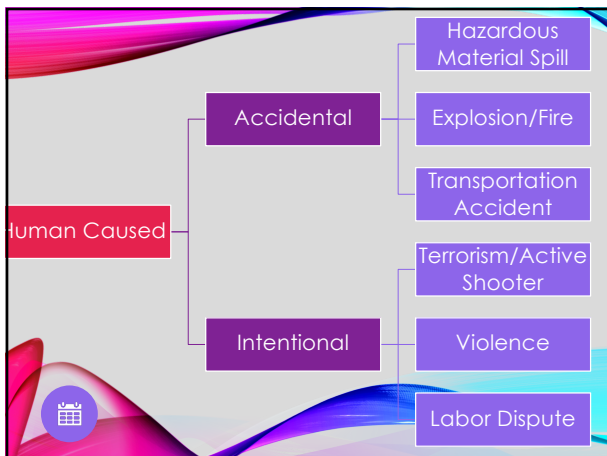 Hazardous
Material Spill
Accidental
Explosion/Fire
Transportation
Accident
Human Caused
Terrorism/Active
Shooter
Intentional
Violence
Labor Dispute